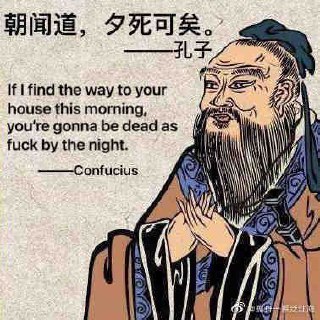 朝闻道，夕死可矣。
——孔子
If I find the way to your
house this morning,
you're gonna be dead as
fuck by the night.
——Confucius